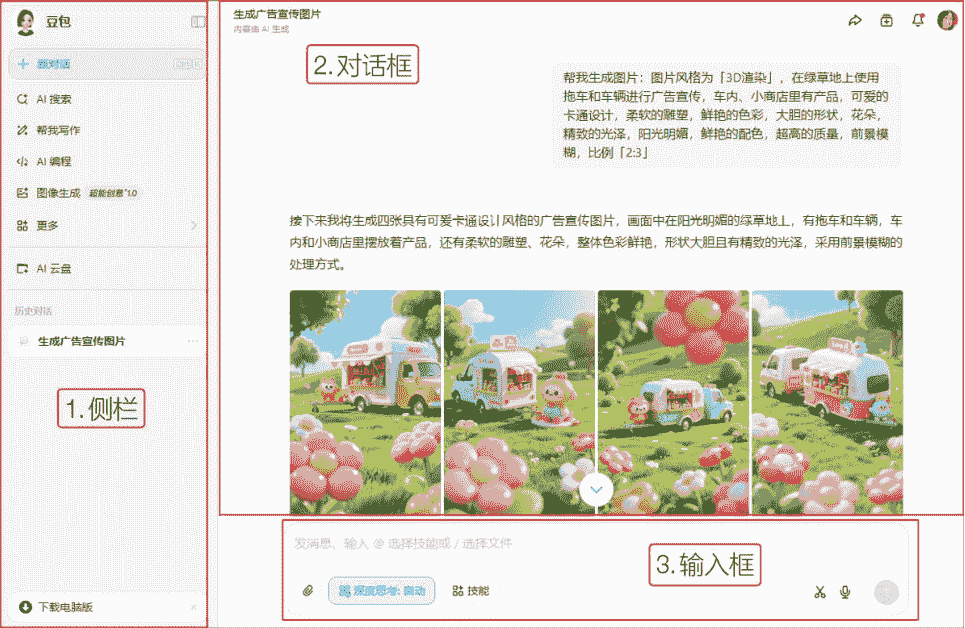 豆包
新对话
AI 搜索
帮我写作
AI 编程
图像生成 超能创意1.0
更多
AI 云盘
历史对话
生成广告宣传图片
1.侧栏
下载电脑版
生成广告宣传图片
内容由 AI 生成
2.对话框
帮我生成图片：图片风格为「3D渲染」，在绿草地上使用
拖车和车辆进行广告宣传，车内、小商店里有产品，可爱的
卡通设计，柔软的雕塑，鲜艳的色彩，大胆的形状，花朵，
精致的光泽，阳光明媚，鲜艳的配色，超高的质量，前景模
糊，比例「2:3」
接下来我将生成四张具有可爱卡通设计风格的广告宣传图片，画面中在阳光明媚的绿草地上，有拖车和车辆，车
内和小商店里摆放着产品，还有柔软的雕塑、花朵，整体色彩鲜艳，形状大胆且有精致的光泽，采用前景模糊的
处理方式。
发消息、输入 @ 选择技能或 / 选择文件
3.输入框
深度思考: 自动
技能